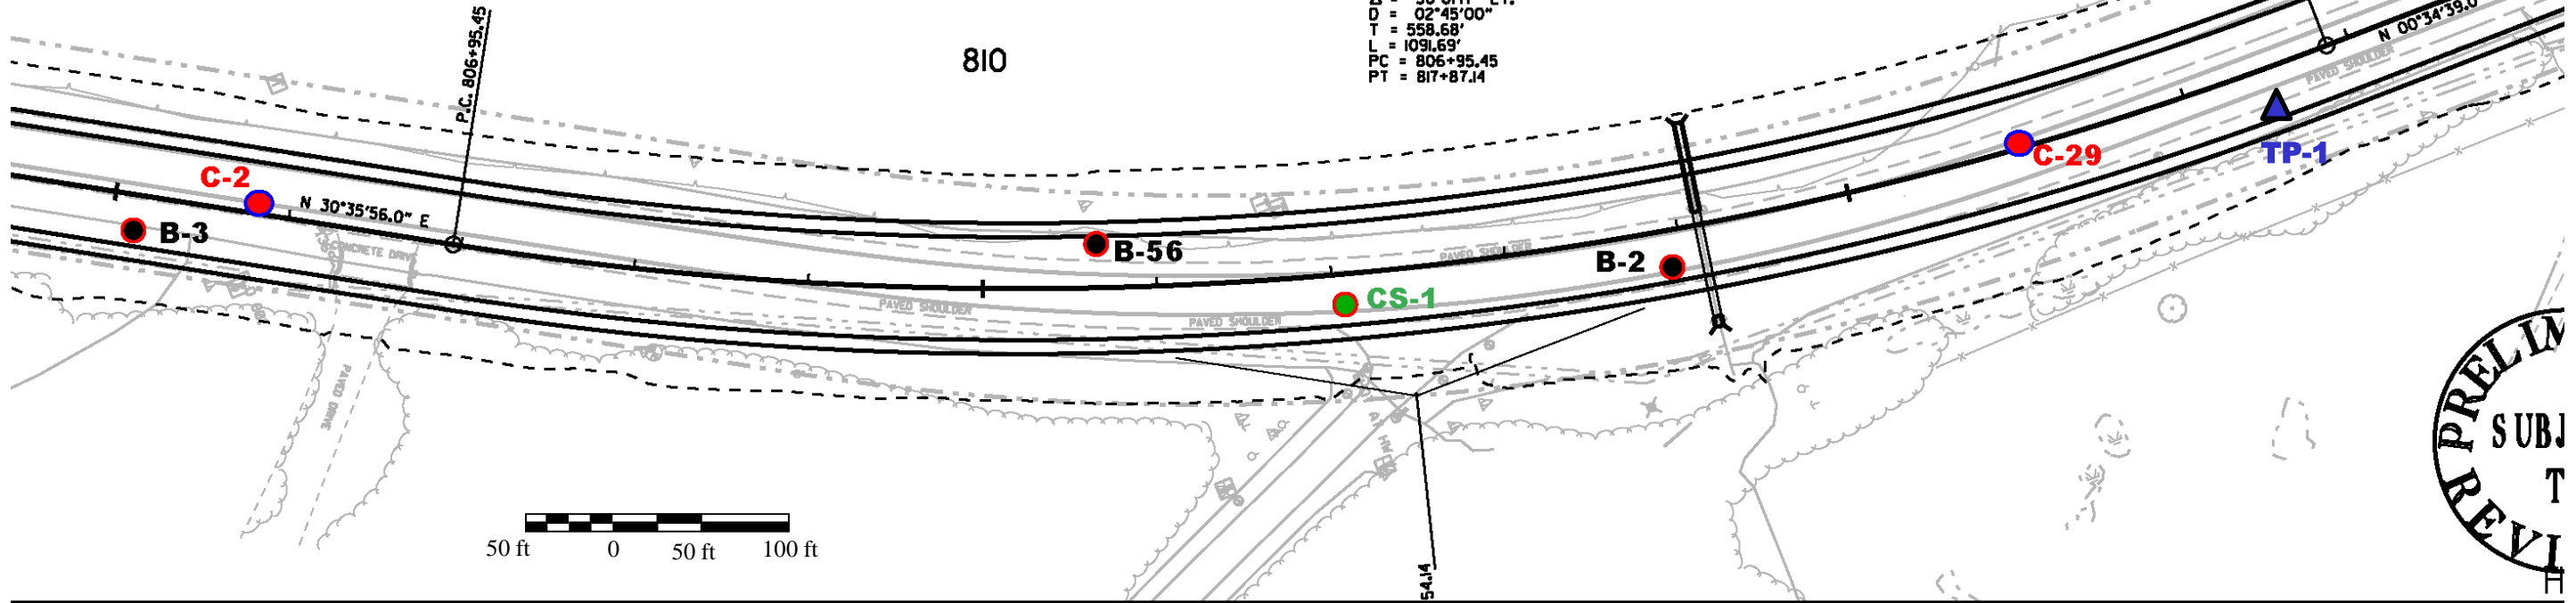 D = 02°45'00"
T = 558.68'
L = 1091.69'
PC = 806+95.45
PT = 817+87.14
P.C. 806+95.45
810
N 00°34'39.0
PAVED SHOULDER
C-2
N 30°35'56.0" E
B-3
CONCRETE DRIVE
B-56
PAVED SHOULDER
B-2
C-29
TP-1
PAVED SHOULDER
CS-1
PAVED SHOULDER
PAVED DRIVE
50 ft 0 50 ft 100 ft
54.14
PRELIM
SUBJ
T
REVI
H